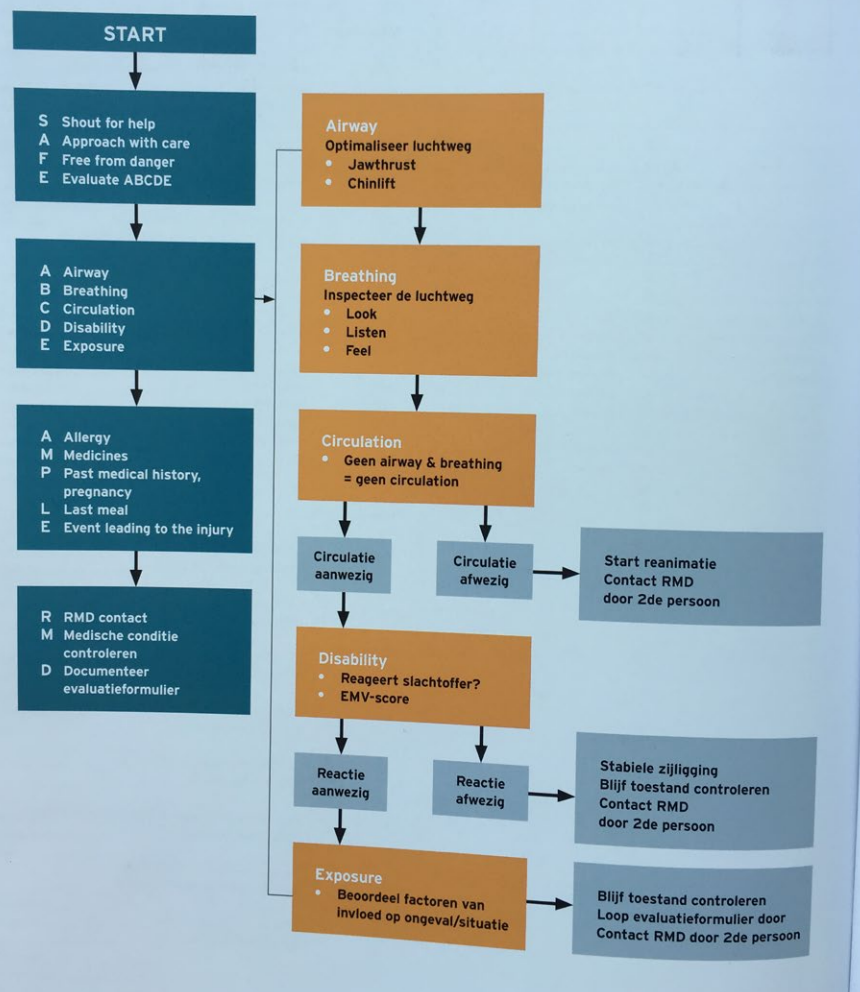 START
S Shout for help
A Approach with care
F Free from danger
E Evaluate ABCDE
A Airway
B Breathing
C Circulation
D Disability
E Exposure
A Allergy
M Medicines
P Past medical history,
pregnancy
L Last meal
E Event leading to the injury
R RMD contact
M Medische conditie
controleren
D Documenteer
evaluatieformulier
Airway
Optimaliseer luchtweg
• Jawthrust
• Chinlift
Breathing
Inspecteer de luchtweg
• Look
• Listen
• Feel
Circulation
• Geen airway & breathing
= geen circulation
Circulatie
aanwezig
Circulatie
afwezig
Start reanimatie
Contact RMD
door 2de persoon
Disability
• Reageert slachtoffer?
• EMV-score
Reactie
aanwezig
Reactie
afwezig
Stabiele zijligging
Blijf toestand controleren
Contact RMD
door 2de persoon
Exposure
• Beoordeel factoren van
invloed op ongeval/situatie
Blijf toestand controleren
Loop evaluatieformulier door
Contact RMD door 2de persoon